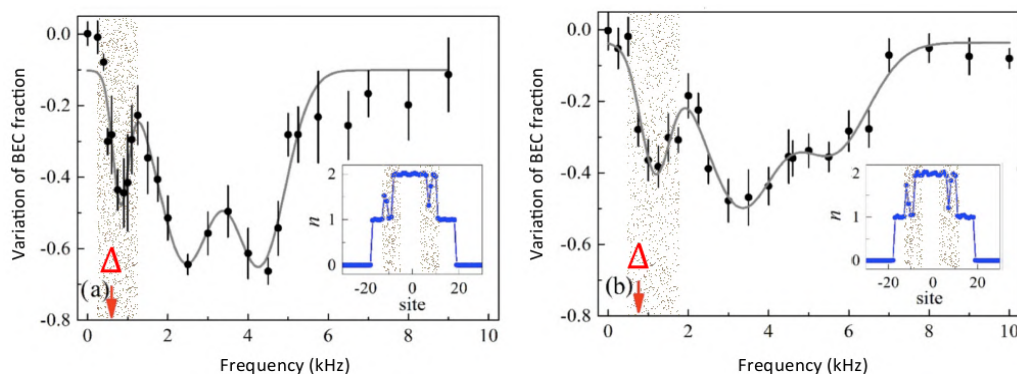 0.0
-0.2
-0.4
-0.6
-0.8
Variation of BEC fraction
Δ
(a)
0 2 4 6 8 10
Frequency (kHz)
2
1
0
n
-20 0 20
site
0.0
-0.2
-0.4
-0.6
-0.8
Variation of BEC fraction
Δ
(b)
0 2 4 6 8 10
Frequency (kHz)
2
1
0
n
-20 0 20
site